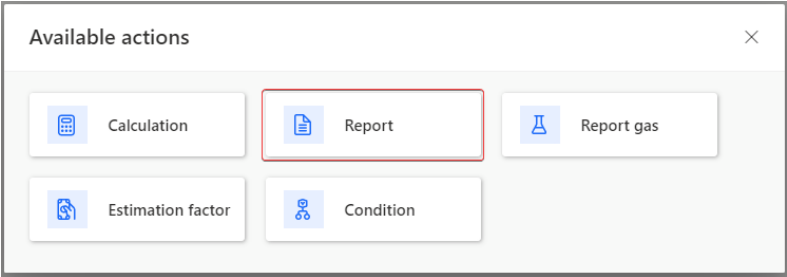 Available actions
Calculation
Report
Report gas
Estimation factor
Condition